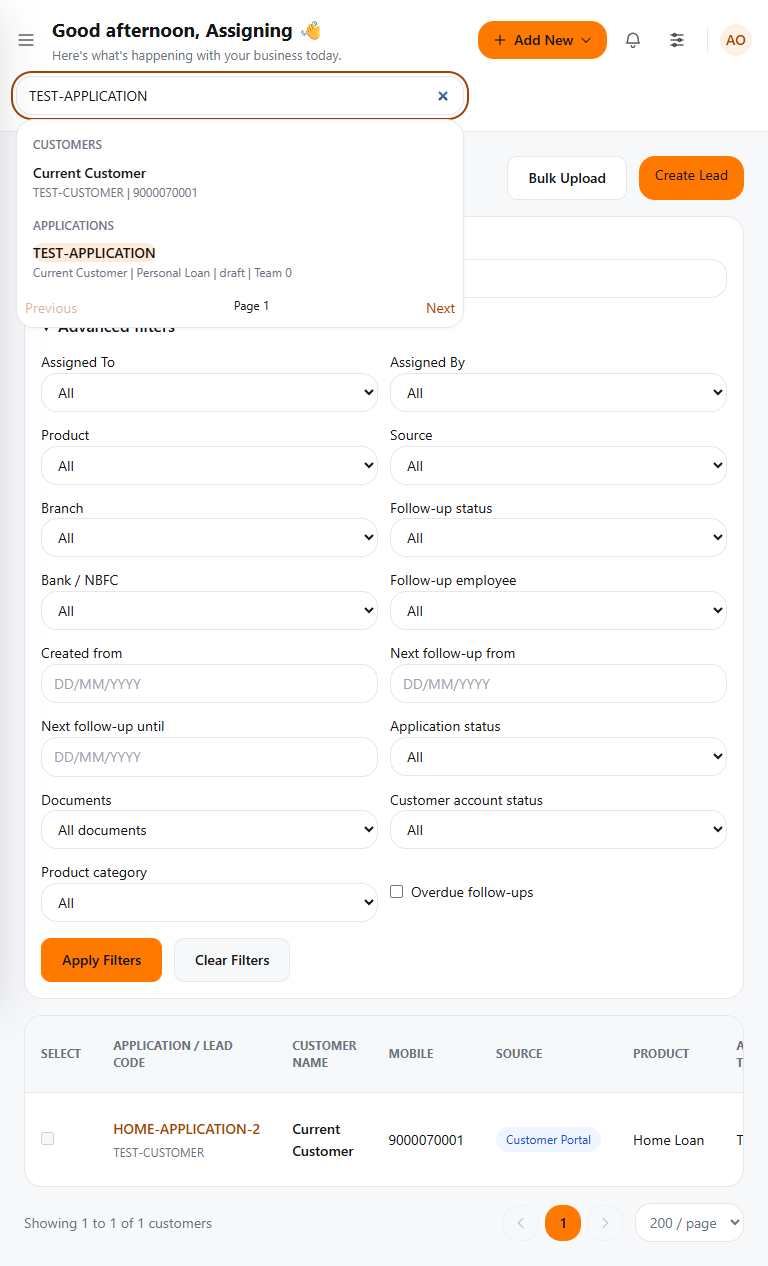 Good afternoon, Assigning 👋
Here's what's happening with your business today.
+ Add New
AO
TEST-APPLICATION
CUSTOMERS
Current Customer
TEST-CUSTOMER | 9000070001
APPLICATIONS
TEST-APPLICATION
Current Customer | Personal Loan | draft | Team 0
Previous
Page 1
Next
Bulk Upload
Create Lead
Advanced filters
Assigned To
Assigned By
All
All
Product
Source
All
All
Branch
Follow-up status
All
All
Bank / NBFC
Follow-up employee
All
All
Created from
Next follow-up from
DD/MM/YYYY
DD/MM/YYYY
Next follow-up until
Application status
DD/MM/YYYY
All
Documents
Customer account status
All documents
All
Product category
All
Overdue follow-ups
Apply Filters
Clear Filters
SELECT
APPLICATION / LEAD
CODE
CUSTOMER
NAME
MOBILE
SOURCE
PRODUCT
HOME-APPLICATION-2
TEST-CUSTOMER
Current
Customer
9000070001
Customer Portal
Home Loan
Showing 1 to 1 of 1 customers
1
200 / page